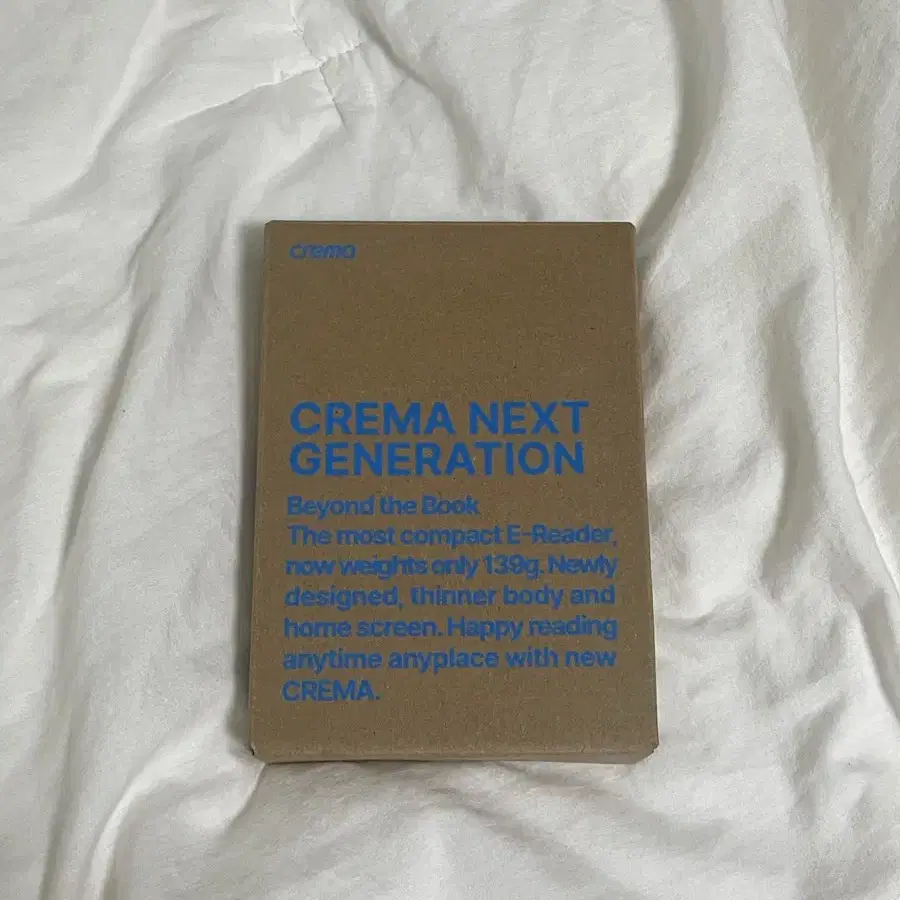 crema
CREMA NEXT
GENERATION
Beyond the Book
The most compact E-Reader,
now weights only 139g. Newly
designed, thinner body and
home screen. Happy reading
anytime anyplace with new
CREMA.